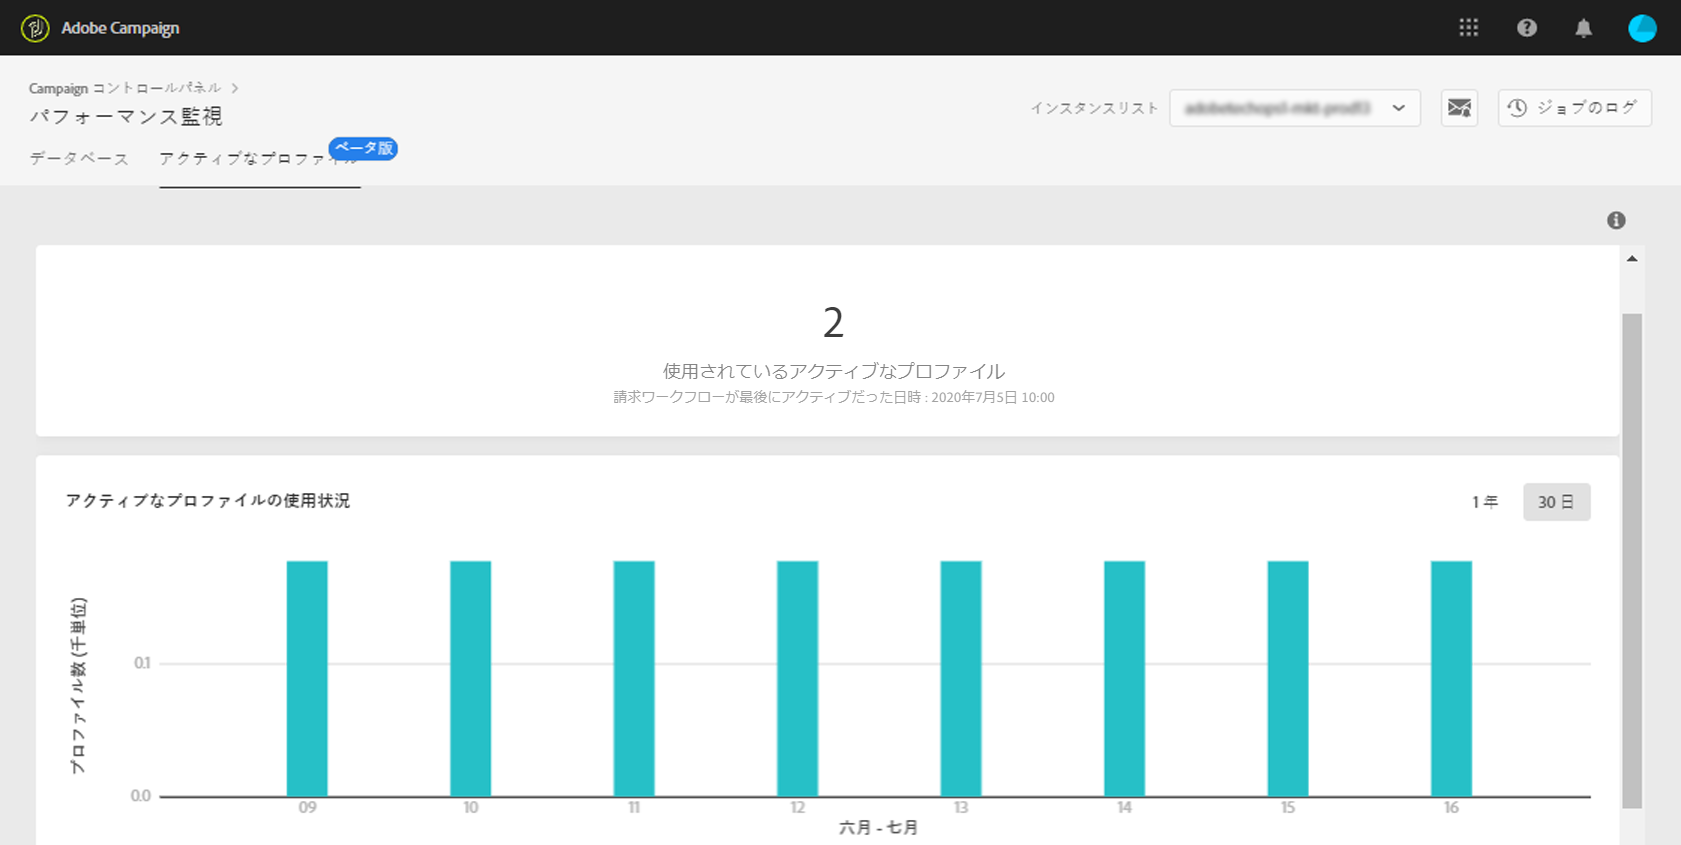 Adobe Campaign
Campaign コントロールパネル
パフォーマンス監視
インスタンスリスト
ジョブのログ
データベース アクティブなプロファイル
ベータ版
2
使用されているアクティブなプロファイル
請求ワークフローが最後にアクティブだった日時 : 2020年7月5日 10:00
アクティブなプロファイルの使用状況
1 年 30 日
プロファイル数 (千単位)
0.1
0.0
09 10 11 12 13 14 15 16
六月 - 七月